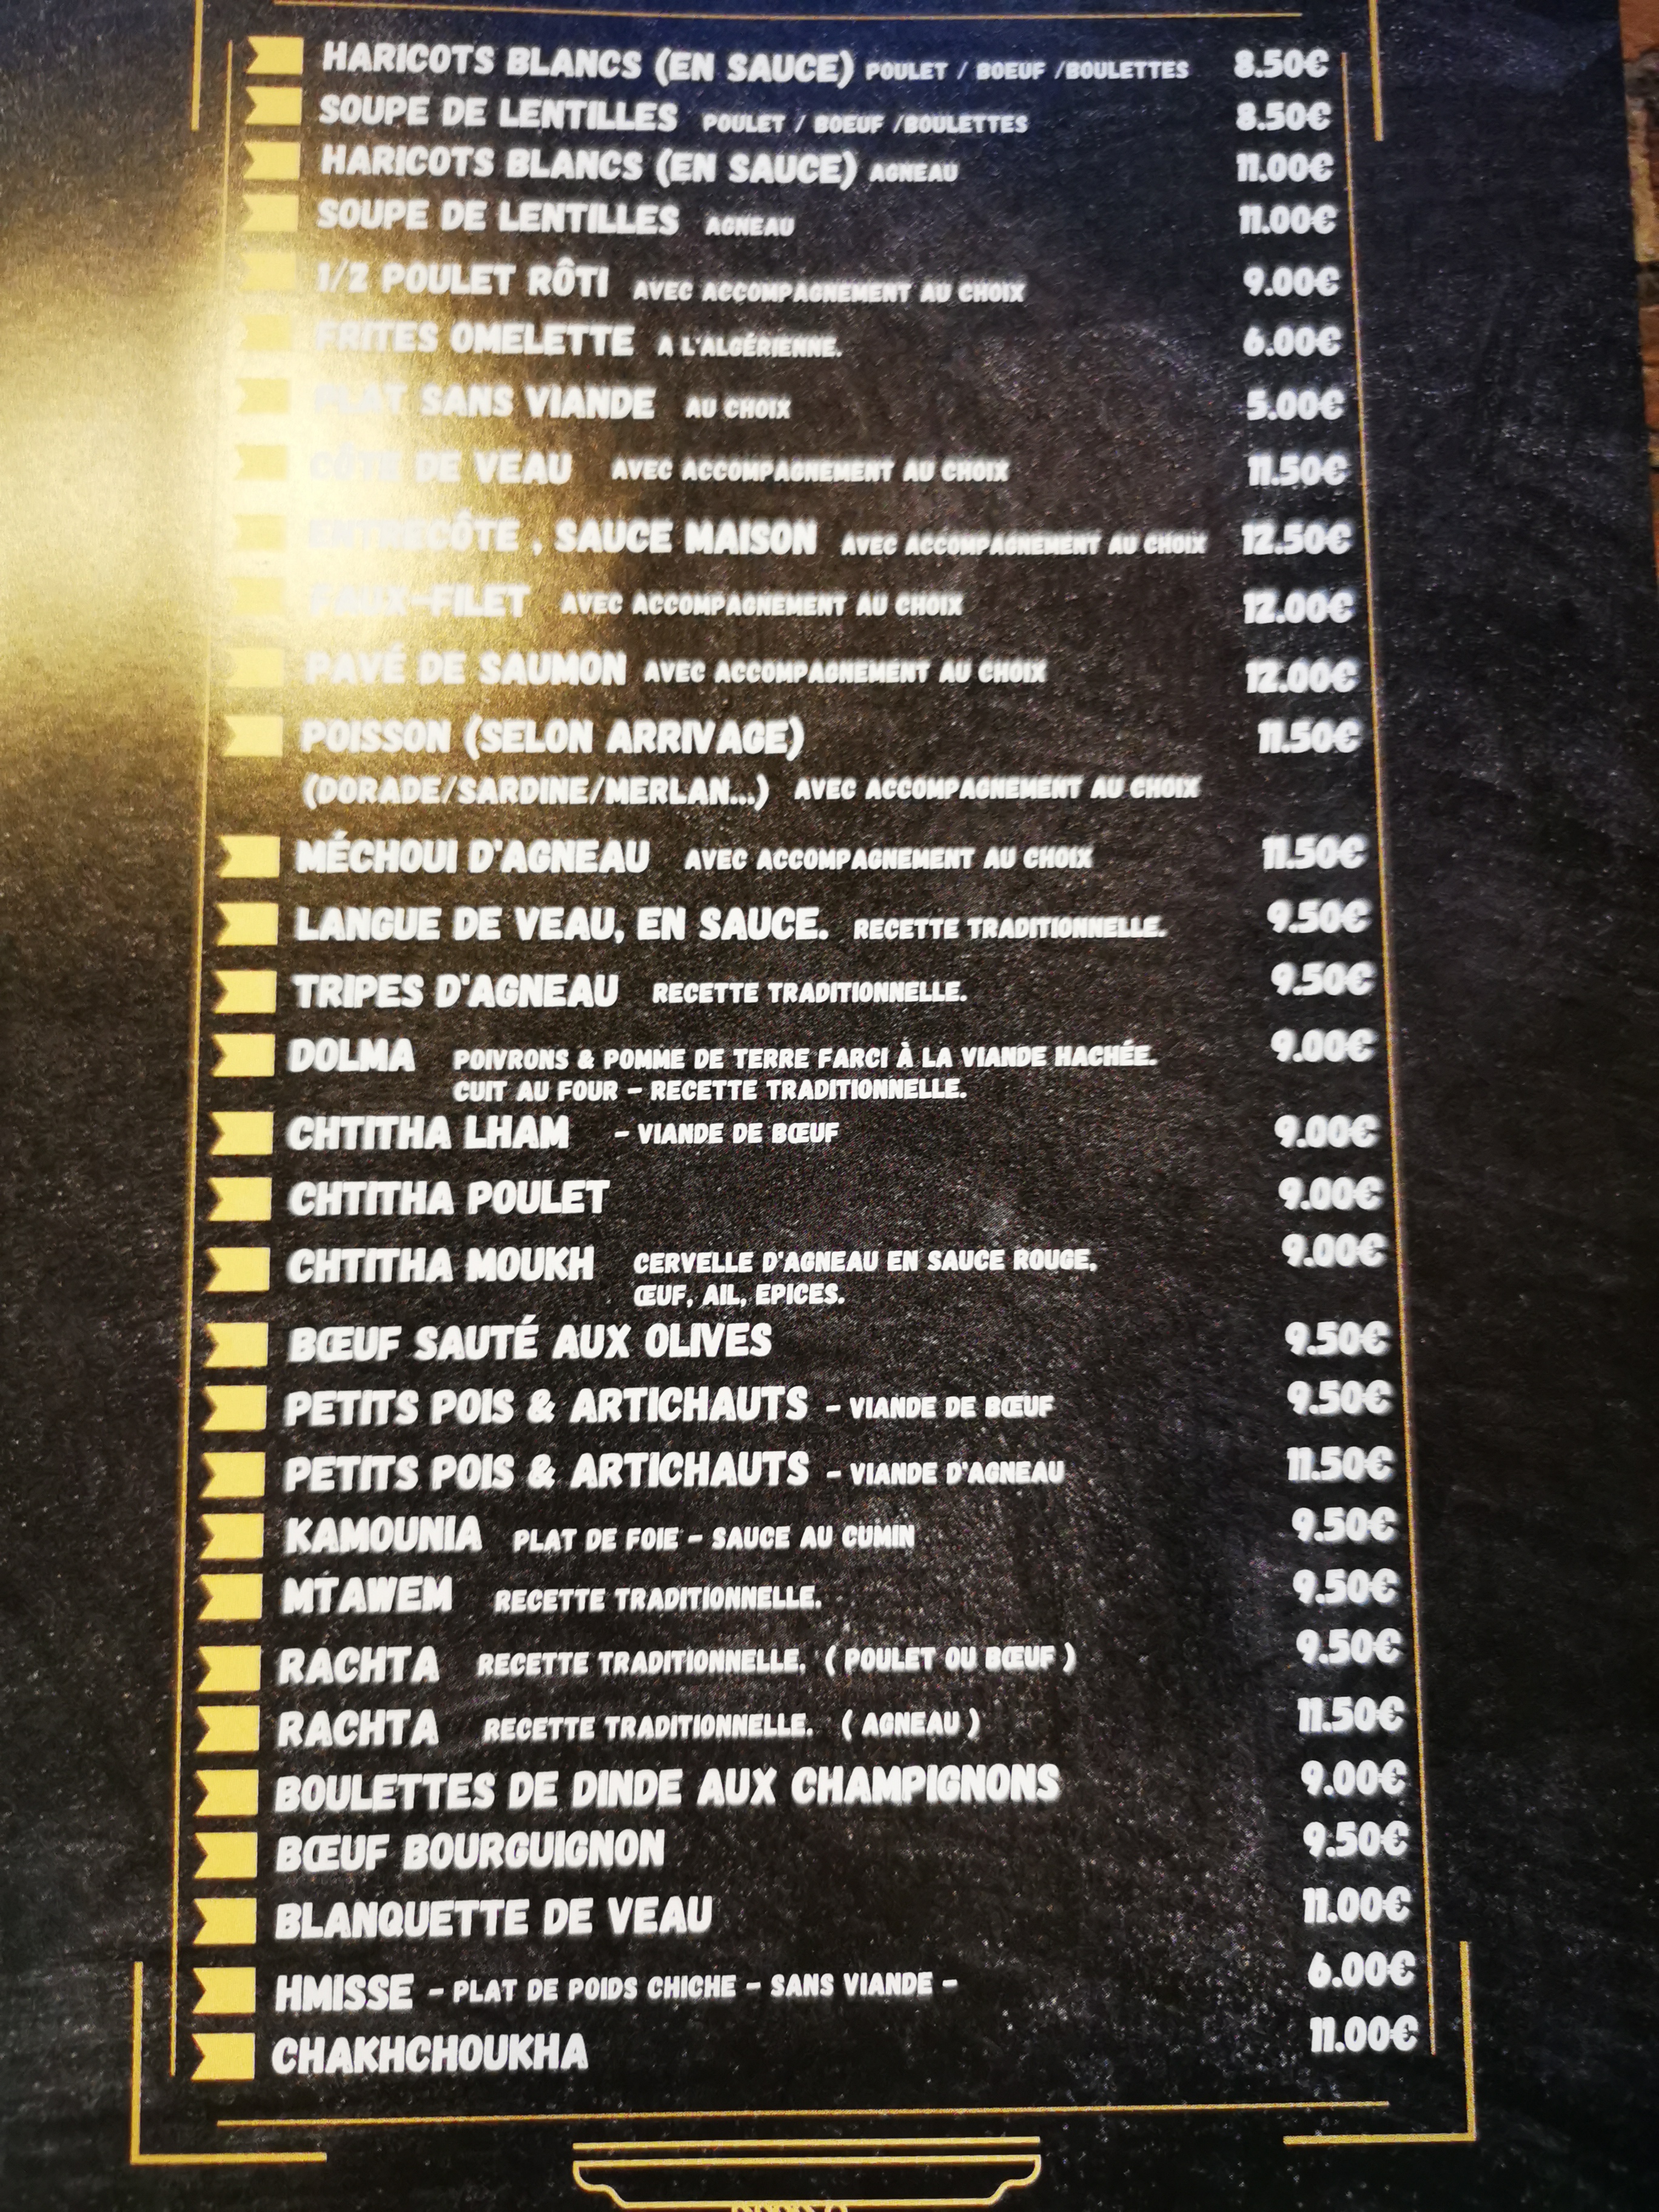 HARICOTS BLANCS (EN SAUCE) POULET / BOEUF /BOULETTES 8.50€
SOUPE DE LENTILLES POULET / BOEUF /BOULETTES 8.50€
HARICOTS BLANCS (EN SAUCE) AGNEAU 11.00€
SOUPE DE LENTILLES AGNEAU 11.00€
1/2 POULET RÔTI AVEC ACCOMPAGNEMENT AU CHOIX 9.00€
FRITES OMELETTE A L'ALGÉRIENNE. 6.00€
PLAT SANS VIANDE AU CHOIX 5.00€
CÔTE DE VEAU AVEC ACCOMPAGNEMENT AU CHOIX 11.50€
ENTRECÔTE , SAUCE MAISON AVEC ACCOMPAGNEMENT AU CHOIX 12.50€
FAUX-FILET AVEC ACCOMPAGNEMENT AU CHOIX 12.00€
PAVÉ DE SAUMON AVEC ACCOMPAGNEMENT AU CHOIX 12.00€
POISSON (SELON ARRIVAGE) 11.50€
(DORADE/SARDINE/MERLAN...) AVEC ACCOMPAGNEMENT AU CHOIX
MÉCHOUI D'AGNEAU AVEC ACCOMPAGNEMENT AU CHOIX 11.50€
LANGUE DE VEAU, EN SAUCE. RECETTE TRADITIONNELLE. 9.50€
TRIPES D'AGNEAU RECETTE TRADITIONNELLE. 9.50€
DOLMA POIVRONS & POMME DE TERRE FARCI À LA VIANDE HACHÉE. 9.00€
CUIT AU FOUR - RECETTE TRADITIONNELLE.
CHTITHA LHAM - VIANDE DE BŒUF 9.00€
CHTITHA POULET 9.00€
CHTITHA MOUKH CERVELLE D'AGNEAU EN SAUCE ROUGE, 9.00€
ŒUF, AIL, EPICES.
BŒUF SAUTÉ AUX OLIVES 9.50€
PETITS POIS & ARTICHAUTS - VIANDE DE BŒUF 9.50€
PETITS POIS & ARTICHAUTS - VIANDE D'AGNEAU 11.50€
KAMOUNIA PLAT DE FOIE - SAUCE AU CUMIN 9.50€
MTAWEM RECETTE TRADITIONNELLE. 9.50€
RACHTA RECETTE TRADITIONNELLE. ( POULET OU BŒUF ) 9.50€
RACHTA RECETTE TRADITIONNELLE. ( AGNEAU ) 11.50€
BOULETTES DE DINDE AUX CHAMPIGNONS 9.00€
BŒUF BOURGUIGNON 9.50€
BLANQUETTE DE VEAU 11.00€
HMISSE - PLAT DE POIDS CHICHE - SANS VIANDE - 6.00€
CHAKHCHOUKHA 11.00€